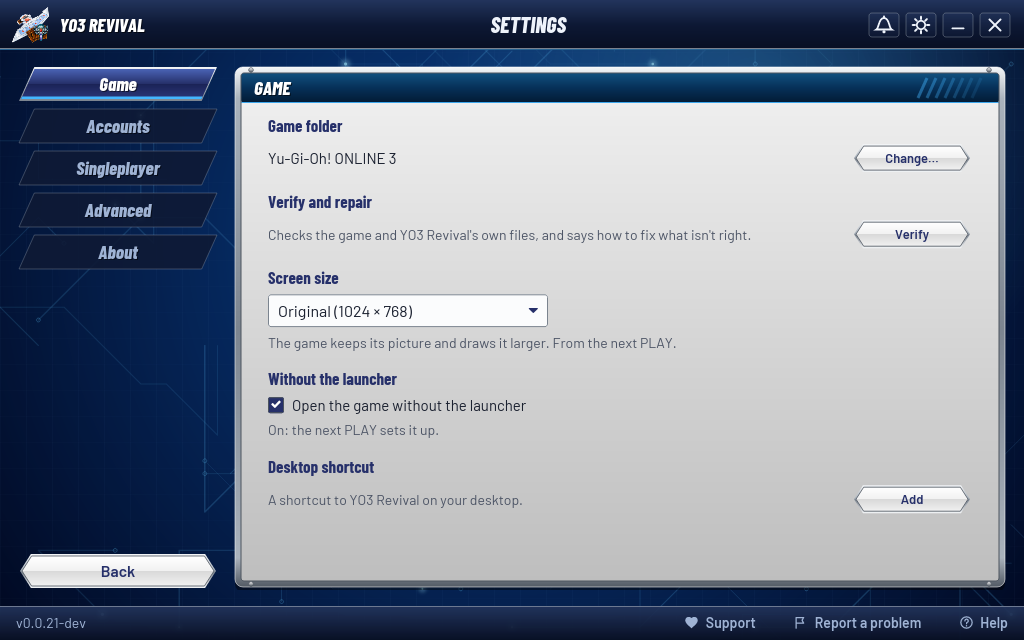 YO3 REVIVAL
SETTINGS
Game
Accounts
Singleplayer
Advanced
About
Back
GAME
Game folder
Yu-Gi-Oh! ONLINE 3
Change...
Verify and repair
Checks the game and YO3 Revival's own files, and says how to fix what isn't right.
Verify
Screen size
Original (1024 × 768)
The game keeps its picture and draws it larger. From the next PLAY.
Without the launcher
Open the game without the launcher
On: the next PLAY sets it up.
Desktop shortcut
A shortcut to YO3 Revival on your desktop.
Add
v0.0.21-dev
Support
Report a problem
Help